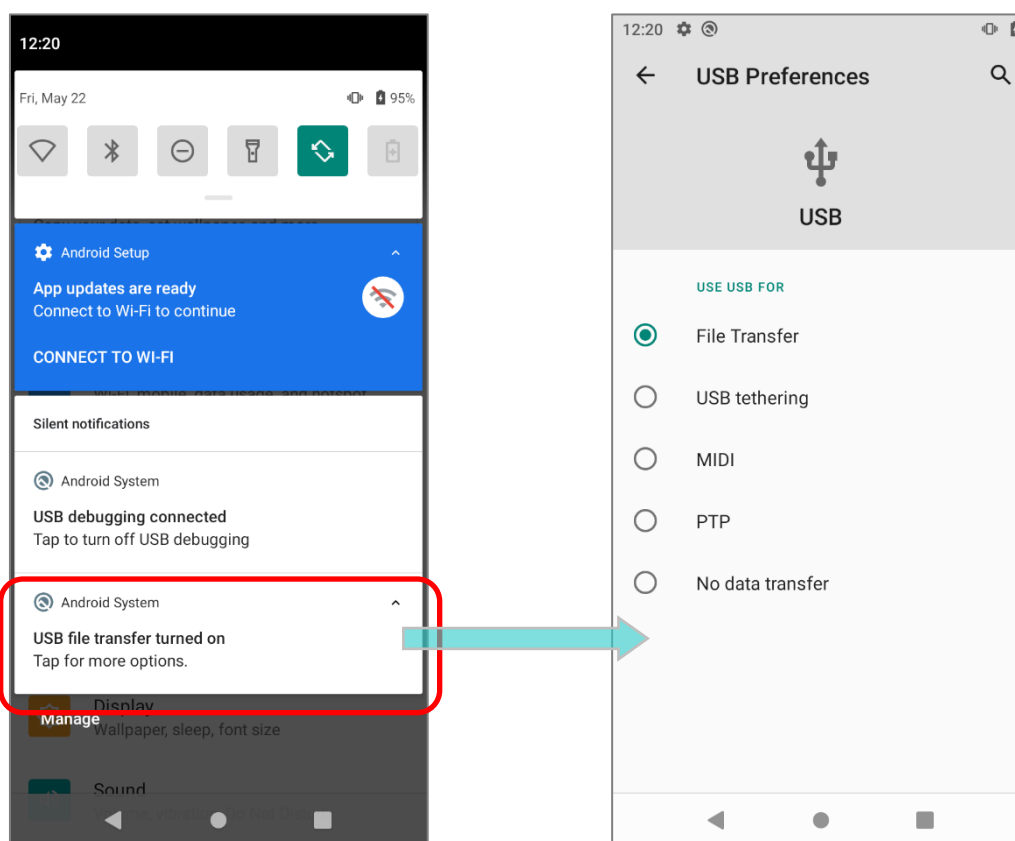 12:20
Fri, May 22
95%
Android Setup
App updates are ready
Connect to Wi-Fi to continue
CONNECT TO WI-FI
Silent notifications
Android System
USB debugging connected
Tap to turn off USB debugging
Android System
USB file transfer turned on
Tap for more options.
Display
Manage
Wallpaper, sleep, font size
Sound
12:20
USB Preferences
USB
USE USB FOR
File Transfer
USB tethering
MIDI
PTP
No data transfer